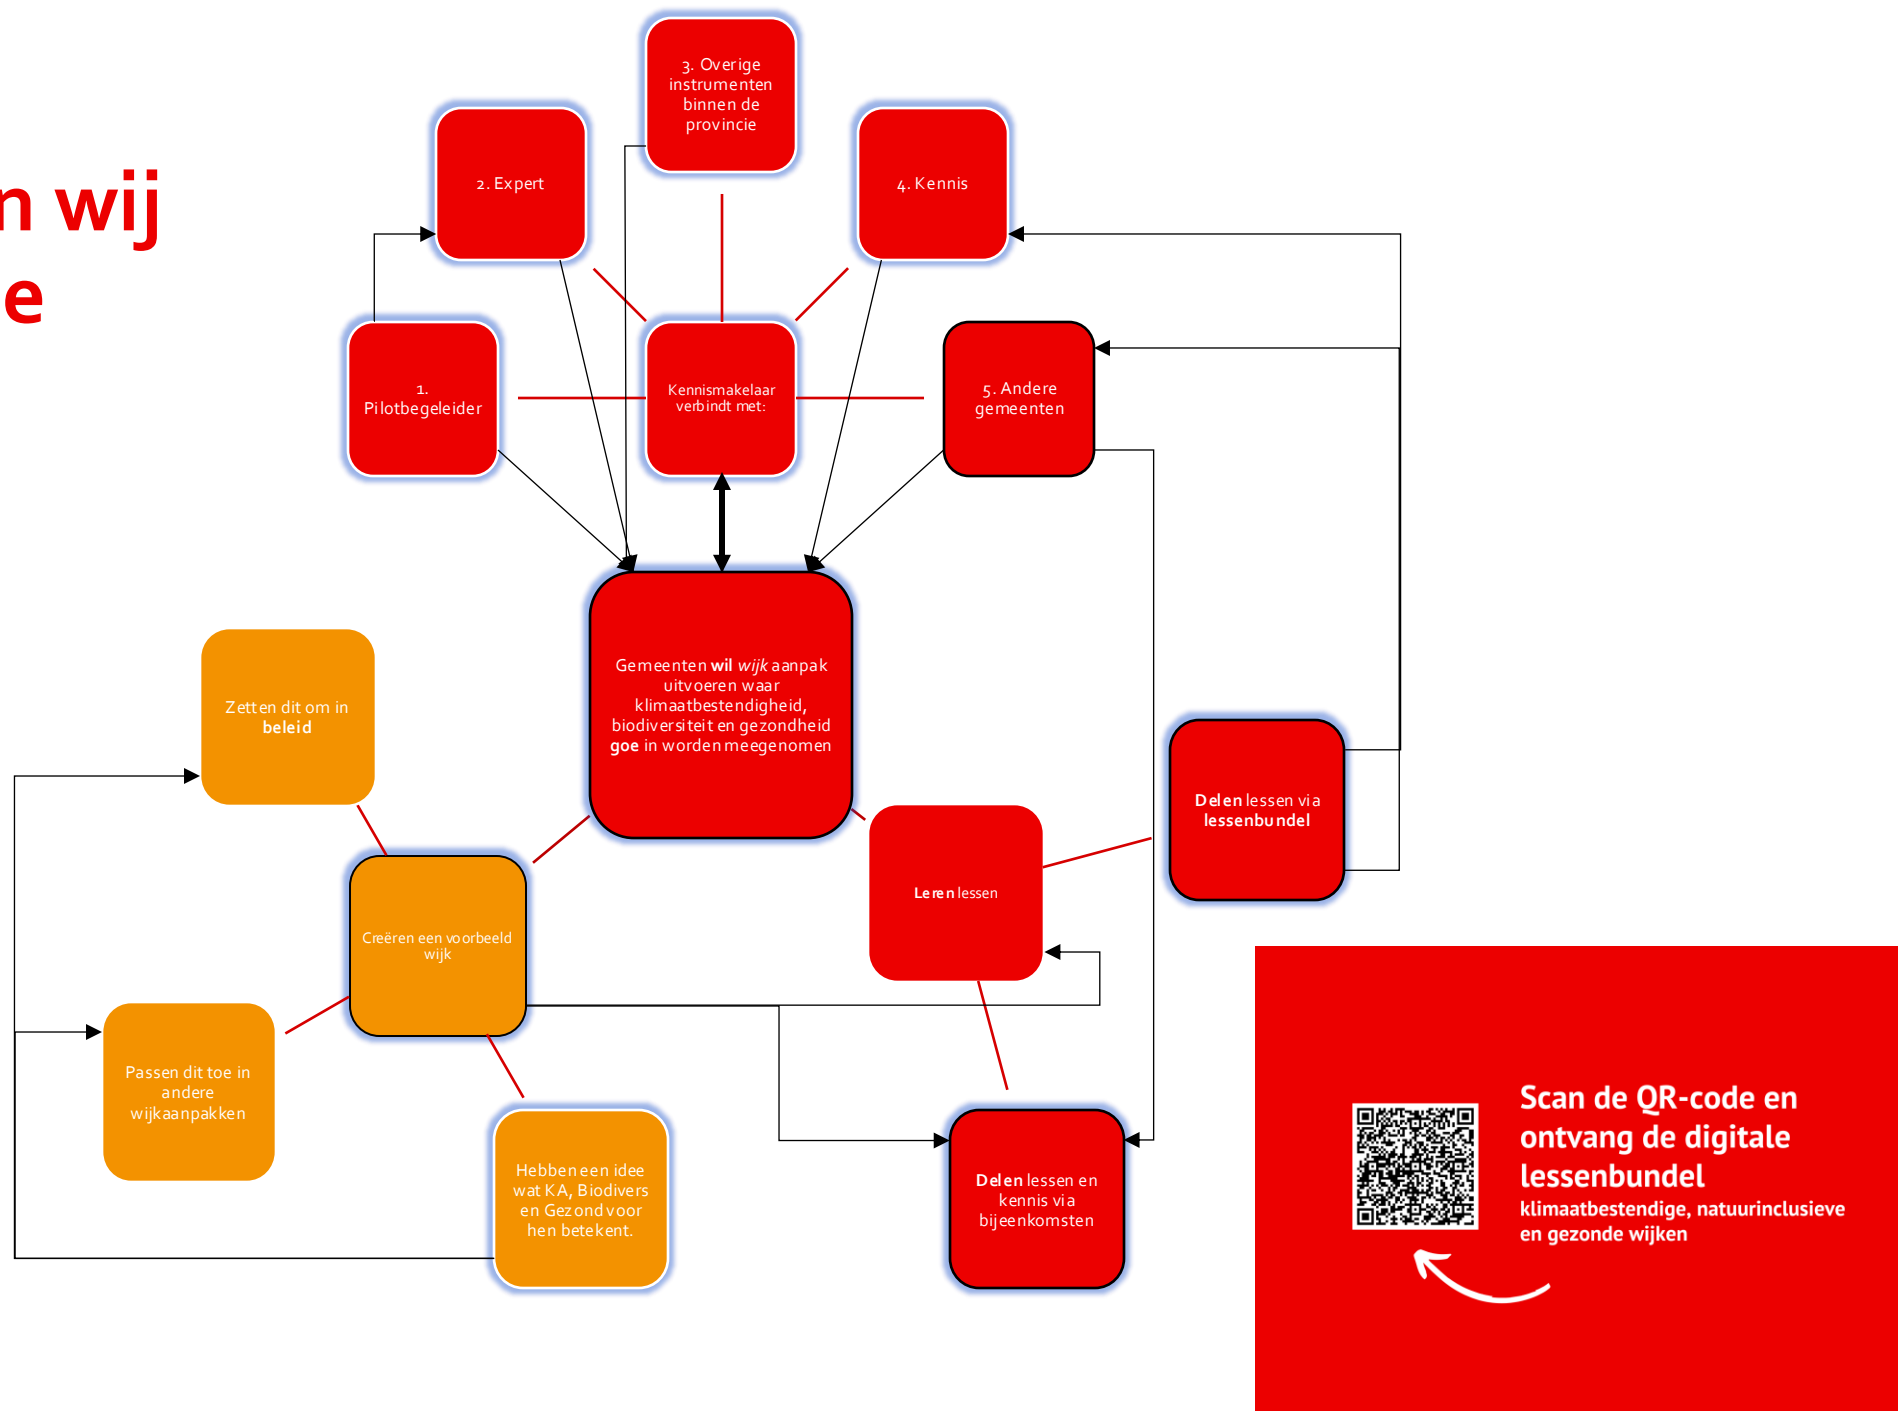 n wij
e
3. Overige
instrumenten
binnen de
provincie
2. Expert
4. Kennis
1.
Pilotbegeleider
Kennismakelaar
verbindt met:
5. Andere
gemeenten
Gemeenten wil wijk aanpak
uitvoeren waar
klimaatbestendigheid,
biodiversiteit en gezondheid
goe in worden meegenomen
Zetten dit om in
beleid
Delen lessen via
lessenbundel
Leren lessen
Creëren een voorbeeld
wijk
Passen dit toe in
andere
wijkaanpakken
Hebben een idee
wat KA, Biodivers
en Gezond voor
hen betekent.
Delen lessen en
kennis via
bijeenkomsten
Scan de QR-code en
ontvang de digitale
lessenbundel
klimaatbestendige, natuurinclusieve
en gezonde wijken